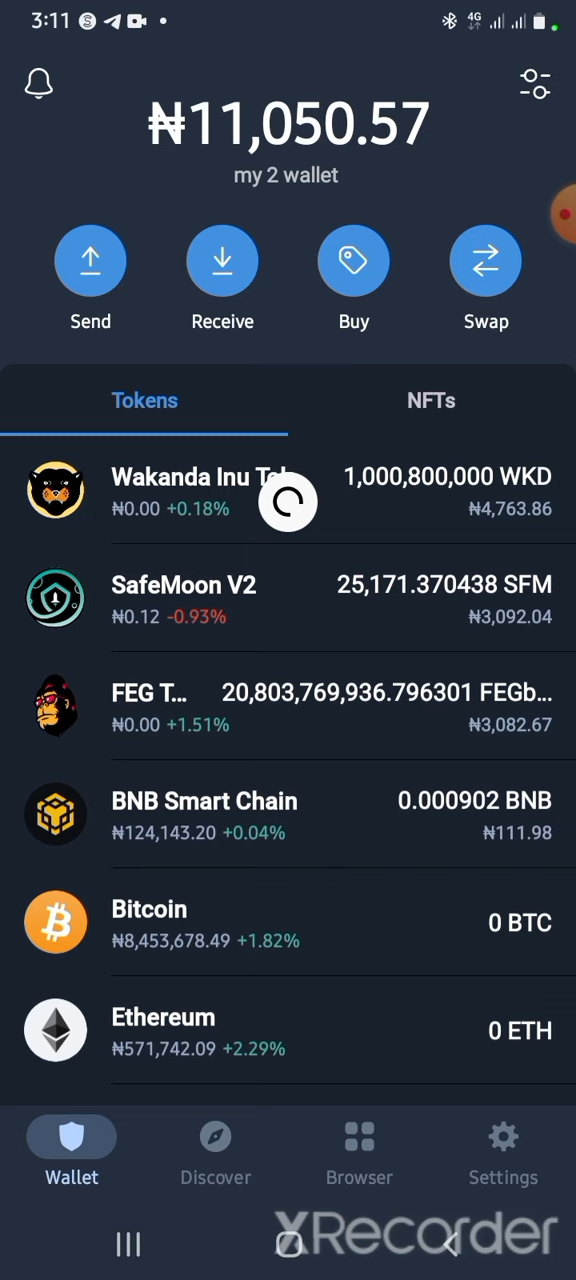 3:11
4G
₦11,050.57
my 2 wallet
Send Receive Buy Swap
Tokens NFTs
Wakanda Inu 1,000,800,000 WKD
₦0.00 +0.18% ₦4,763.86
SafeMoon V2 25,171.370438 SFM
₦0.12 -0.93% ₦3,092.04
FEG T... 20,803,769,936.796301 FEGb...
₦0.00 +1.51% ₦3,082.67
BNB Smart Chain 0.000902 BNB
₦124,143.20 +0.04% ₦111.98
Bitcoin 0 BTC
₦8,453,678.49 +1.82%
Ethereum 0 ETH
₦571,742.09 +2.29%
Wallet Discover Browser Settings
XRecorder